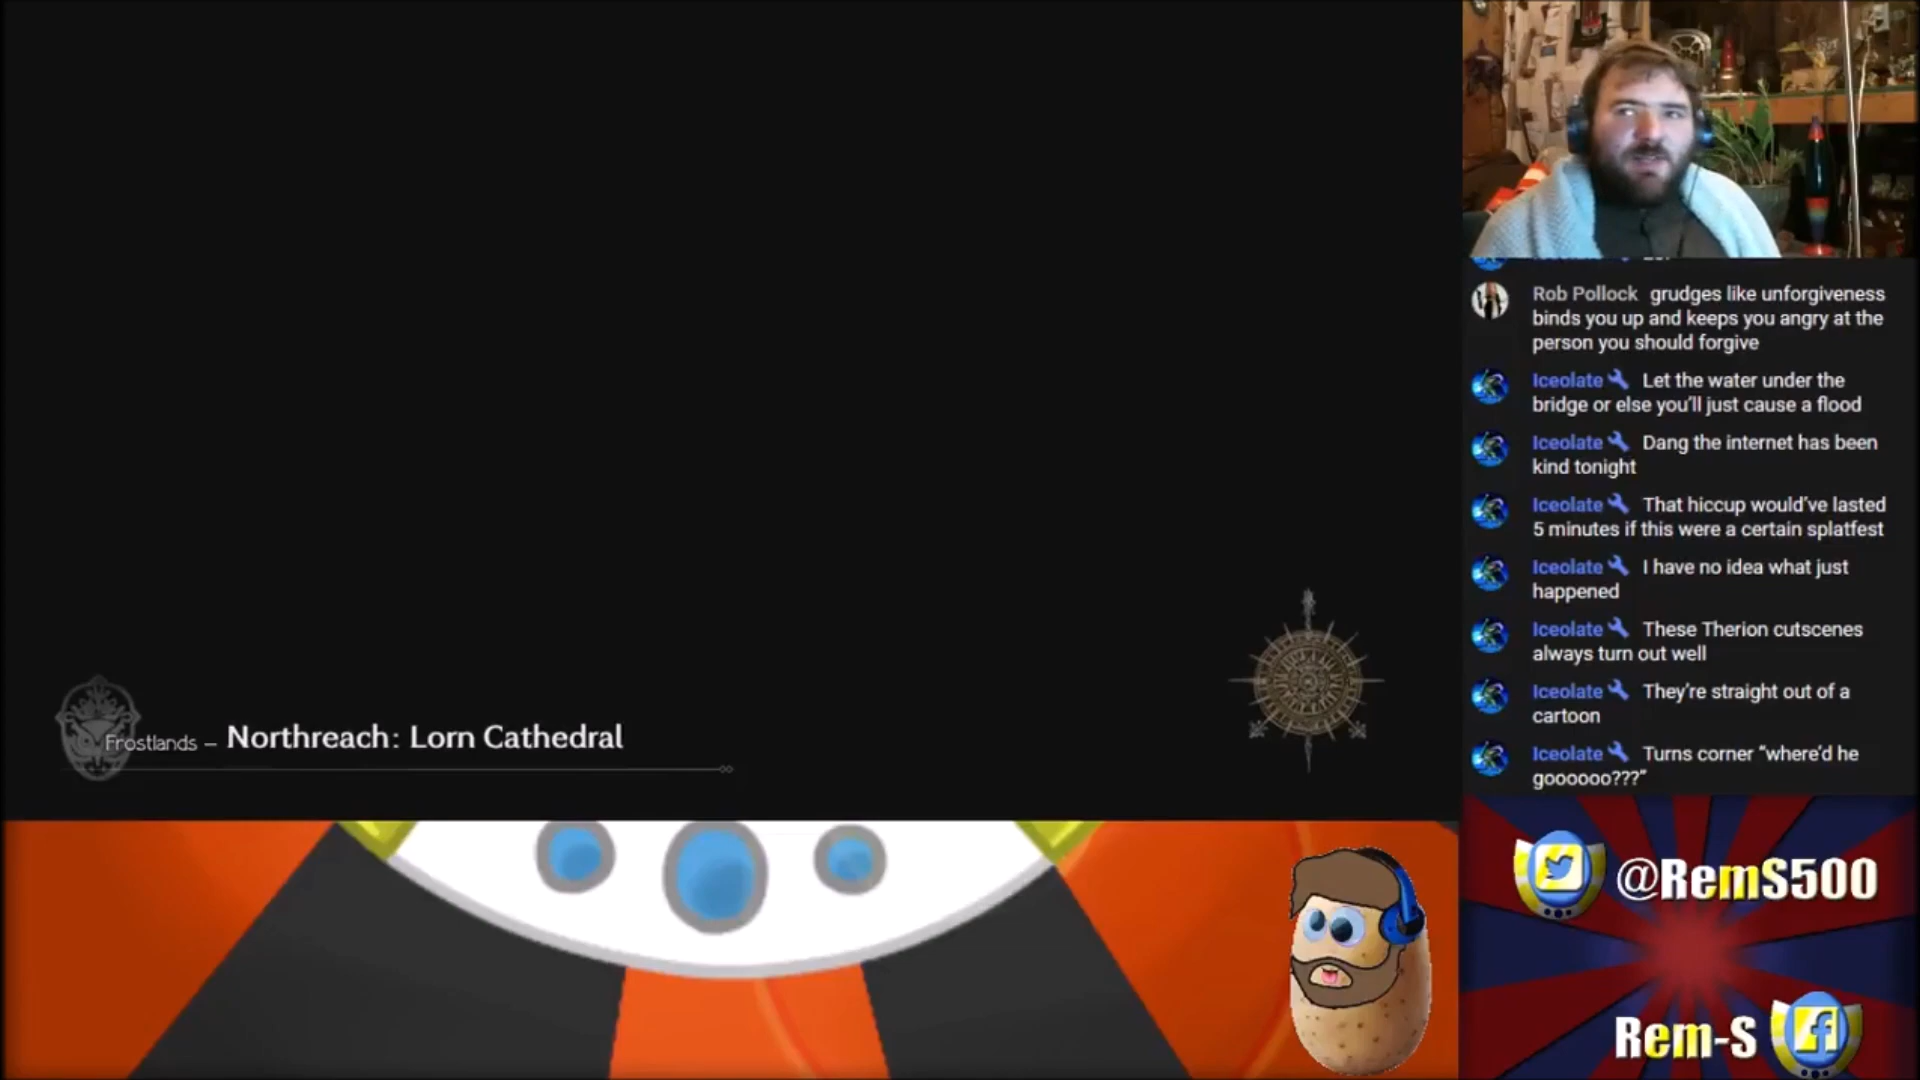 Rob Pollock grudges like unforgiveness
binds you up and keeps you angry at the
person you should forgive
Iceolate Let the water under the
bridge or else you'll just cause a flood
Iceolate Dang the internet has been
kind tonight
Iceolate That hiccup would've lasted
5 minutes if this were a certain splatfest
Iceolate I have no idea what just
happened
Iceolate These Therion cutscenes
always turn out well
Iceolate They're straight out of a
cartoon
Iceolate Turns corner “where'd he
goooooo???”
Frostlands – Northreach: Lorn Cathedral
@RemS500
Rem-S